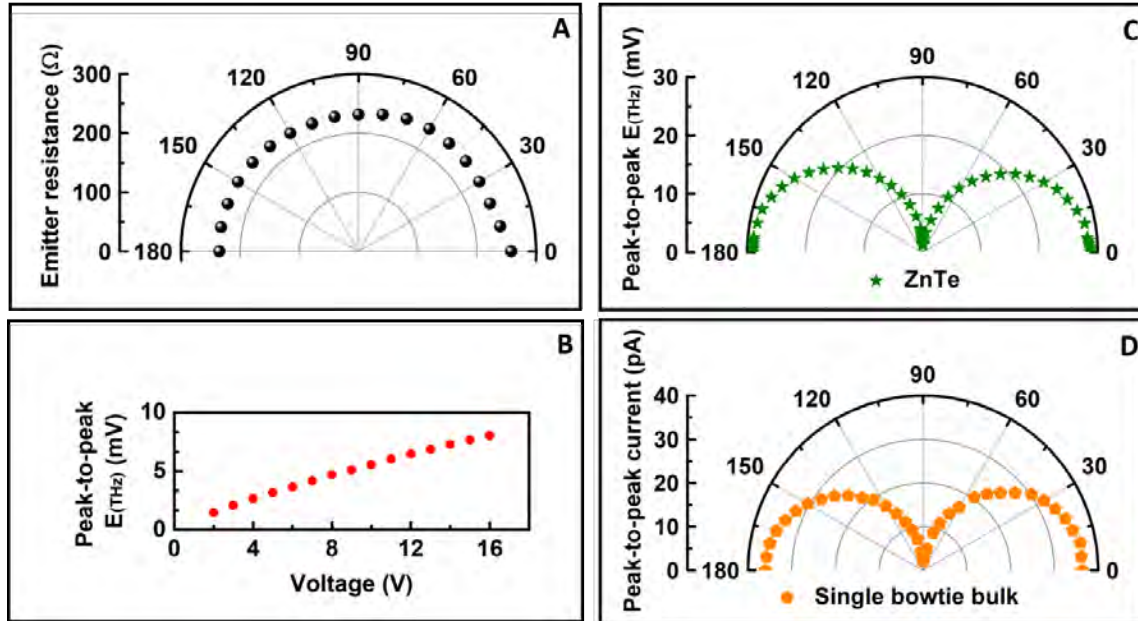 A
Emitter resistance (Ω)
300
200
100
0
180
150
120
90
60
30
0
B
Peak-to-peak
E(THz) (mV)
10
5
0
0 4 8 12 16
Voltage (V)
C
Peak-to-peak E(THz) (mV)
30
20
10
0
180
150
120
90
60
30
0
ZnTe
D
Peak-to-peak current (pA)
40
30
20
10
0
180
150
120
90
60
30
0
Single bowtie bulk